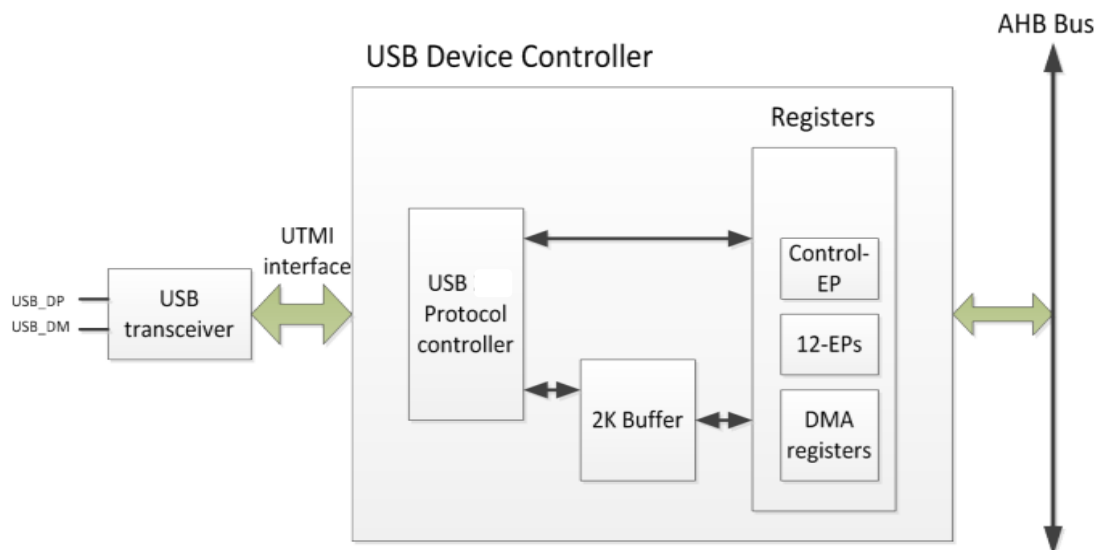 AHB Bus
USB Device Controller
Registers
UTMI
interface
USB_DP
USB_DM
USB
transceiver
USB
Protocol
controller
2K Buffer
Control-
EP
12-EPs
DMA
registers